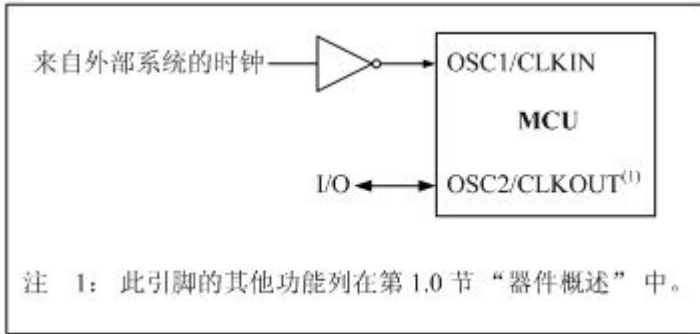 来自外部系统的时钟
OSC1/CLKIN
MCU
I/O
OSC2/CLKOUT(1)
注 1: 此引脚的其他功能列在第 1.0 节 “器件概述” 中。